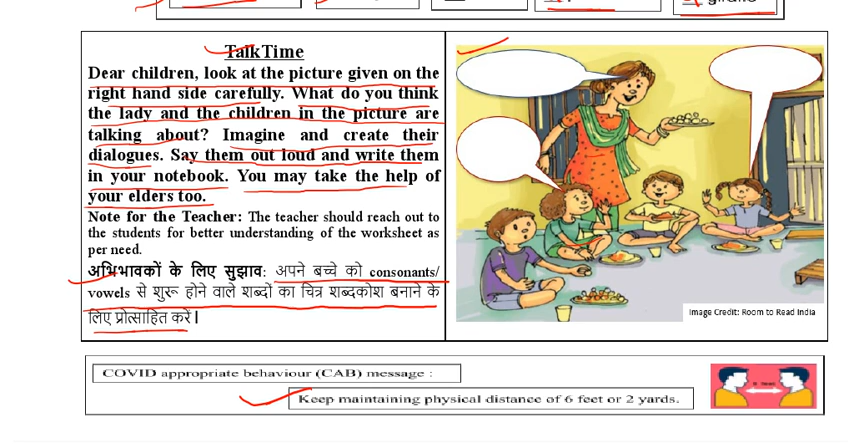 giraffe
Talk Time
Dear children, look at the picture given on the
right hand side carefully. What do you think
the lady and the children in the picture are
talking about? Imagine and create their
dialogues. Say them out loud and write them
in your notebook. You may take the help of
your elders too.
Note for the Teacher: The teacher should reach out to
the students for better understanding of the worksheet as
per need.
अभिभावकों के लिए सुझाव: अपने बच्चे को consonants/
vowels से शुरू होने वाले शब्दों का चित्र शब्दकोश बनाने के
लिए प्रोत्साहित करें।
Image Credit: Room to Read India
COVID appropriate behaviour (CAB) message :
Keep maintaining physical distance of 6 feet or 2 yards.